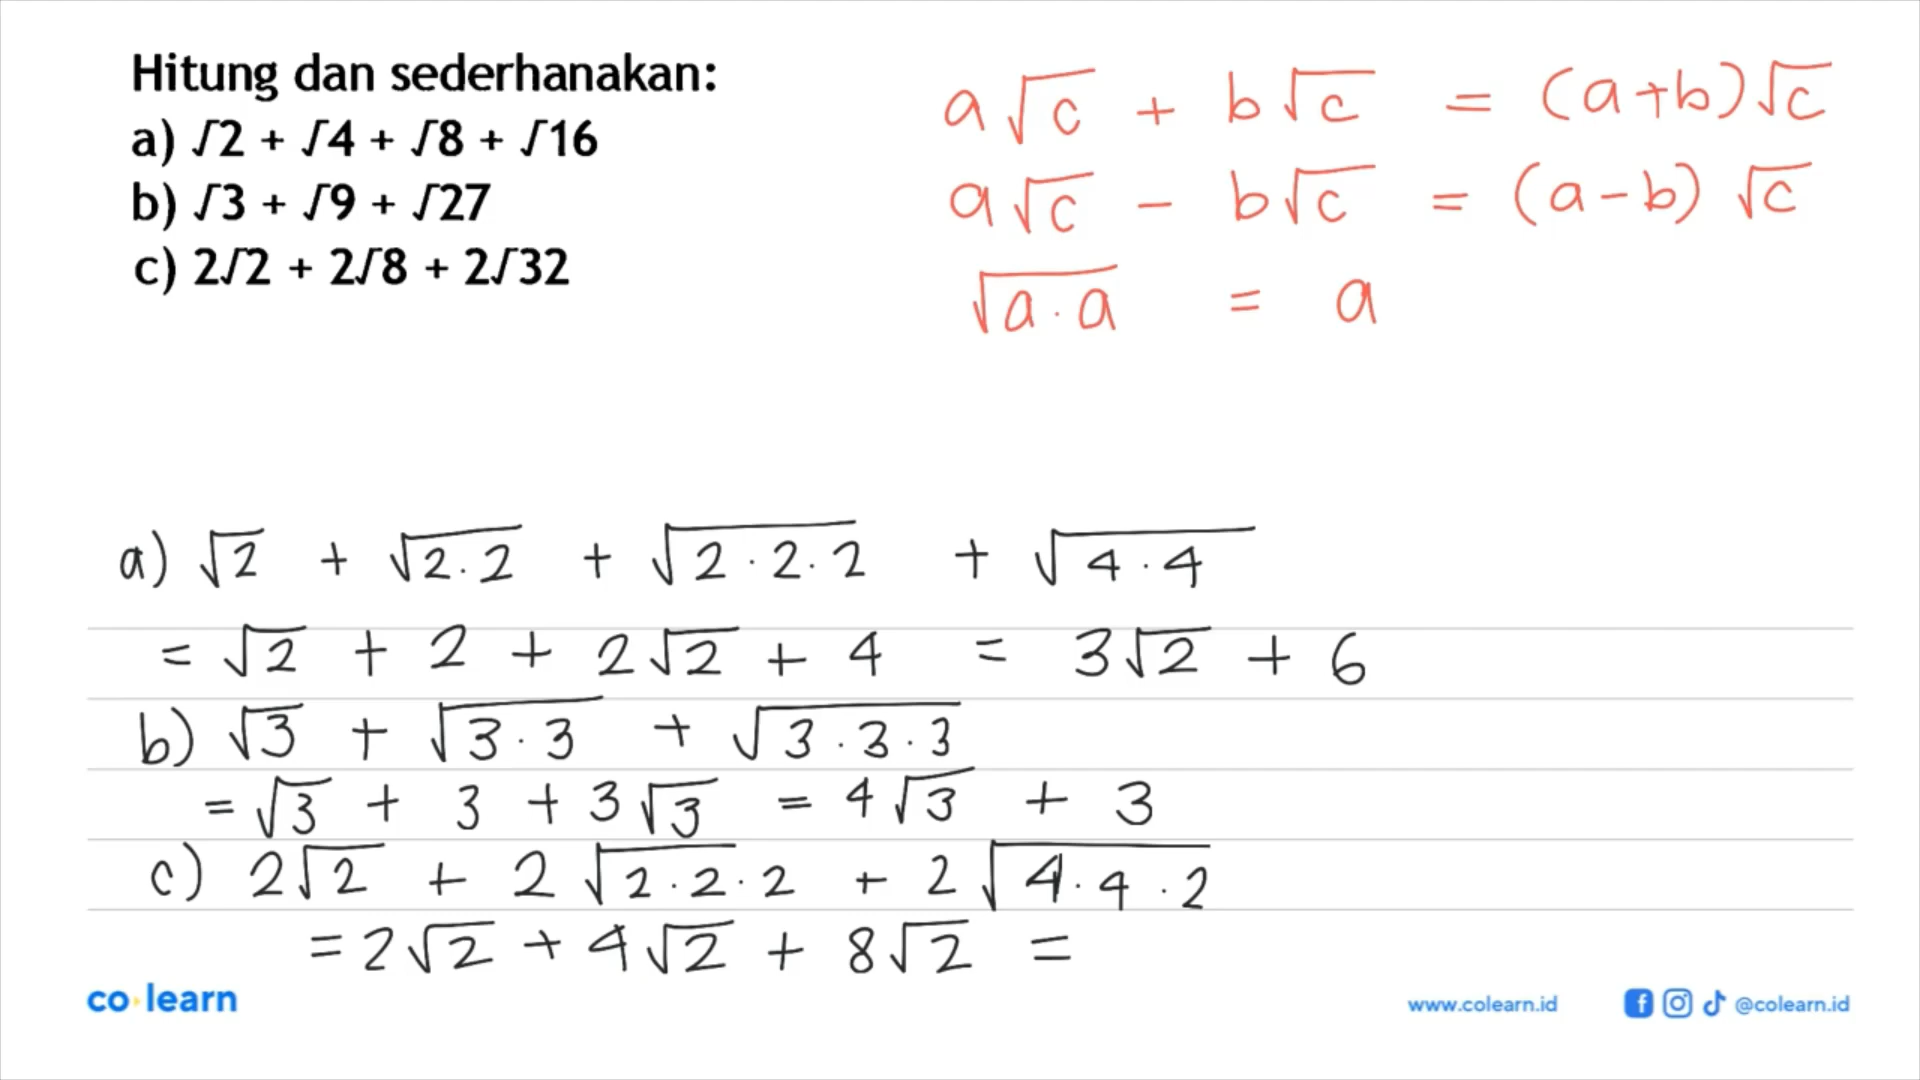 Hitung dan sederhanakan:
a) √2 + √4 + √8 + √16
b) √3 + √9 + √27
c) 2√2 + 2√8 + 2√32
a√c + b√c = (a+b)√c
a√c - b√c = (a-b) √c
√a.a = a
a) √2 + √2.2 + √2.2.2 + √4.4
= √2 + 2 + 2√2 + 4 = 3√2 + 6
b) √3 + √3.3 + √3.3.3
= √3 + 3 + 3√3 = 4√3 + 3
c) 2√2 + 2√2.2.2 + 2√4.4.2
= 2√2 + 4√2 + 8√2 =
co learn
www.colearn.id
@colearn.id